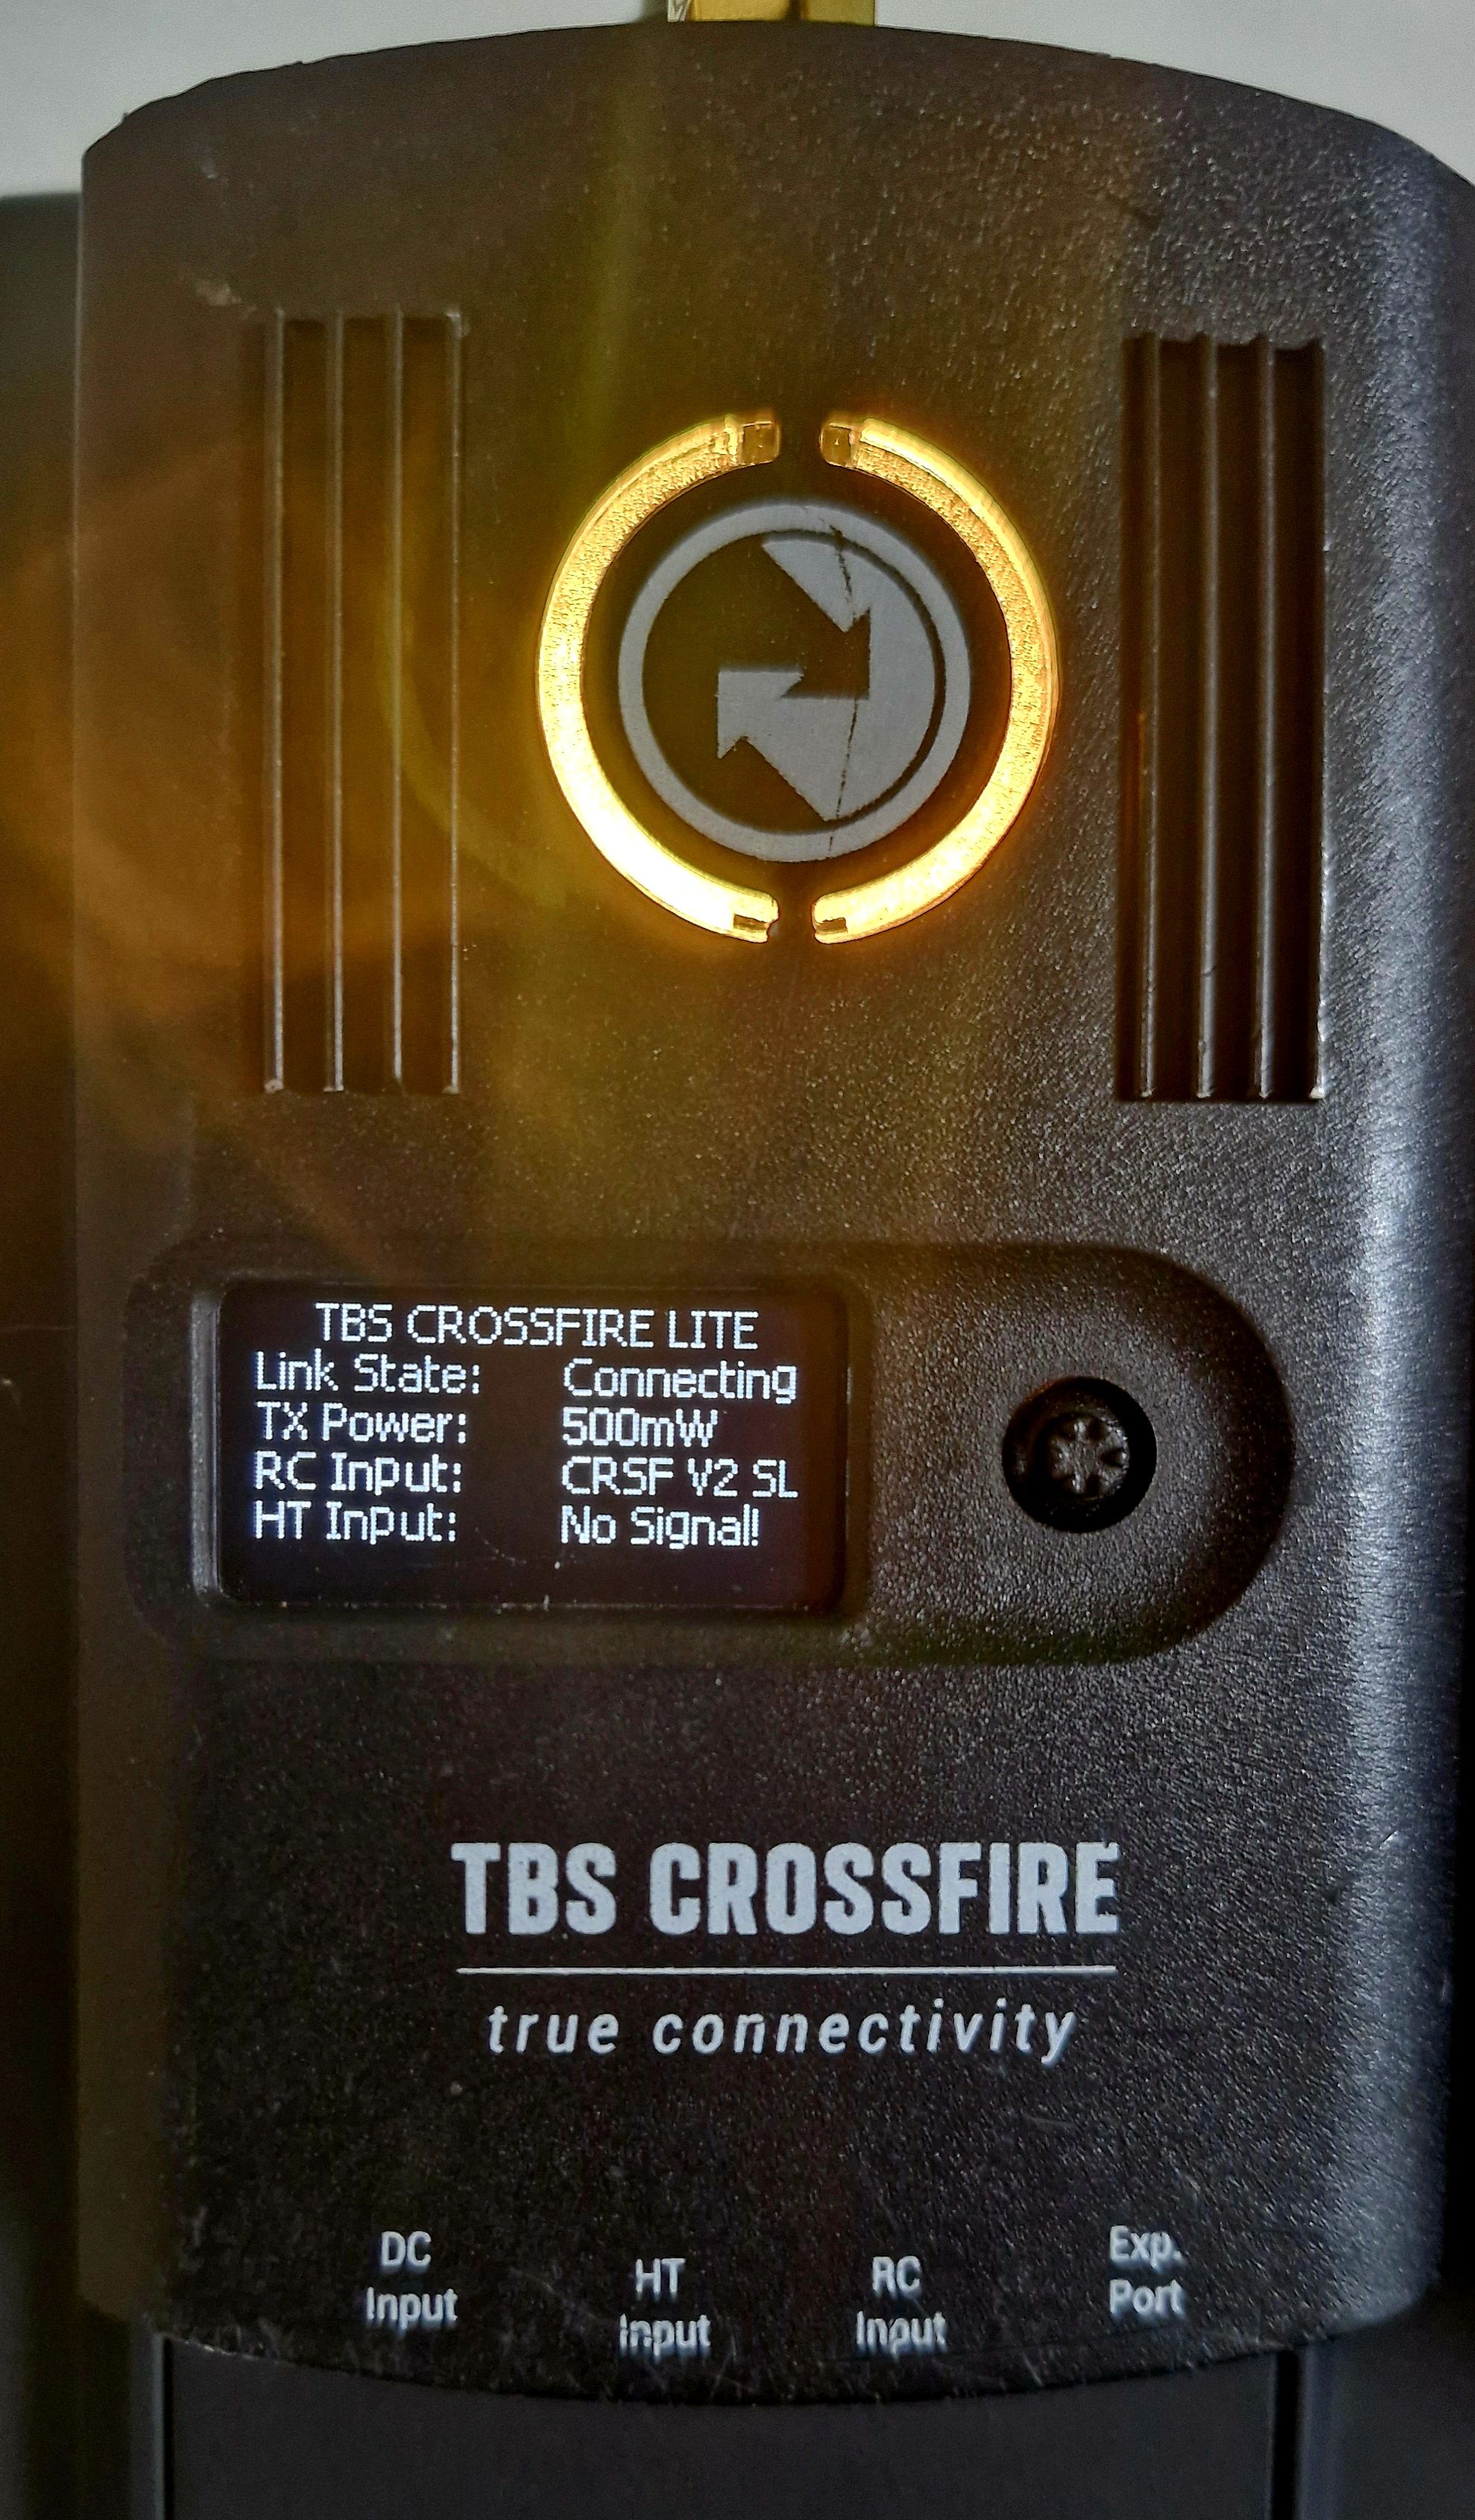 TBS CROSSFIRE LITE
Link State: Connecting
TX Power: 500mW
RC Input: CRSF V2 SL
HT Input: No Signal!
TBS CROSSFIRE
true connectivity
DC
Input
HT
Input
RC
Input
Exp.
Port